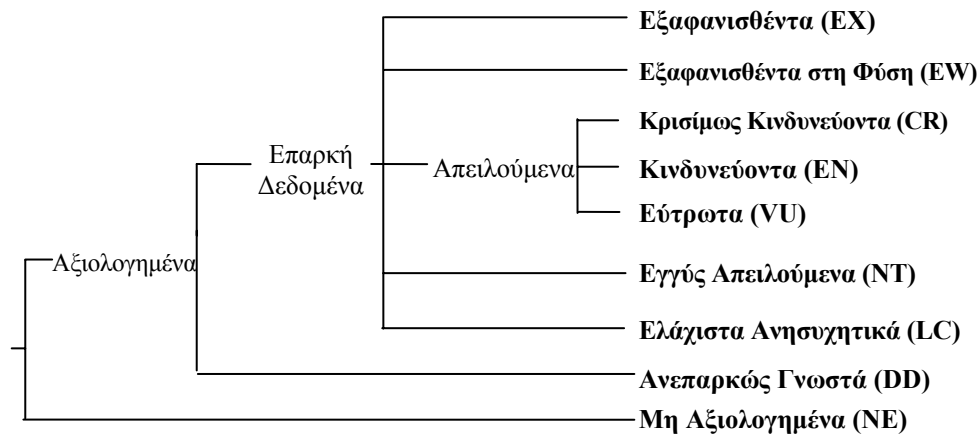 Εξαφανισθέντα (EX)
Εξαφανισθέντα στη Φύση (EW)
Κρισίμως Κινδυνεύοντα (CR)
Επαρκή
Δεδομένα
Απειλούμενα
Κινδυνεύοντα (EN)
Εύτρωτα (VU)
Αξιολογημένα
Εγγύς Απειλούμενα (NT)
Ελάχιστα Ανησυχητικά (LC)
Ανεπαρκώς Γνωστά (DD)
Μη Αξιολογημένα (NE)